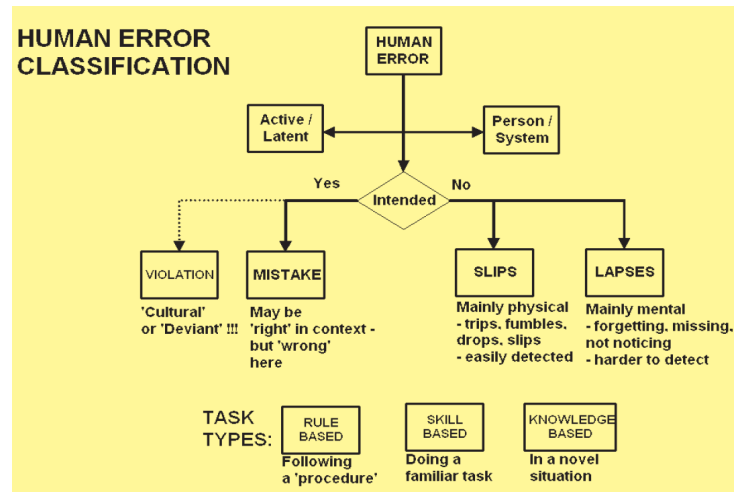 HUMAN ERROR
CLASSIFICATION
HUMAN
ERROR
Active /
Latent
Person /
System
Yes
No
Intended
VIOLATION
MISTAKE
SLIPS
LAPSES
'Cultural'
or 'Deviant' !!!
May be
'right' in context -
but 'wrong'
here
Mainly physical
- trips, fumbles,
drops, slips
- easily detected
Mainly mental
- forgetting, missing,
not noticing
- harder to detect
TASK
TYPES:
RULE
BASED
SKILL
BASED
KNOWLEDGE
BASED
Following
a 'procedure'
Doing a
familiar task
In a novel
situation